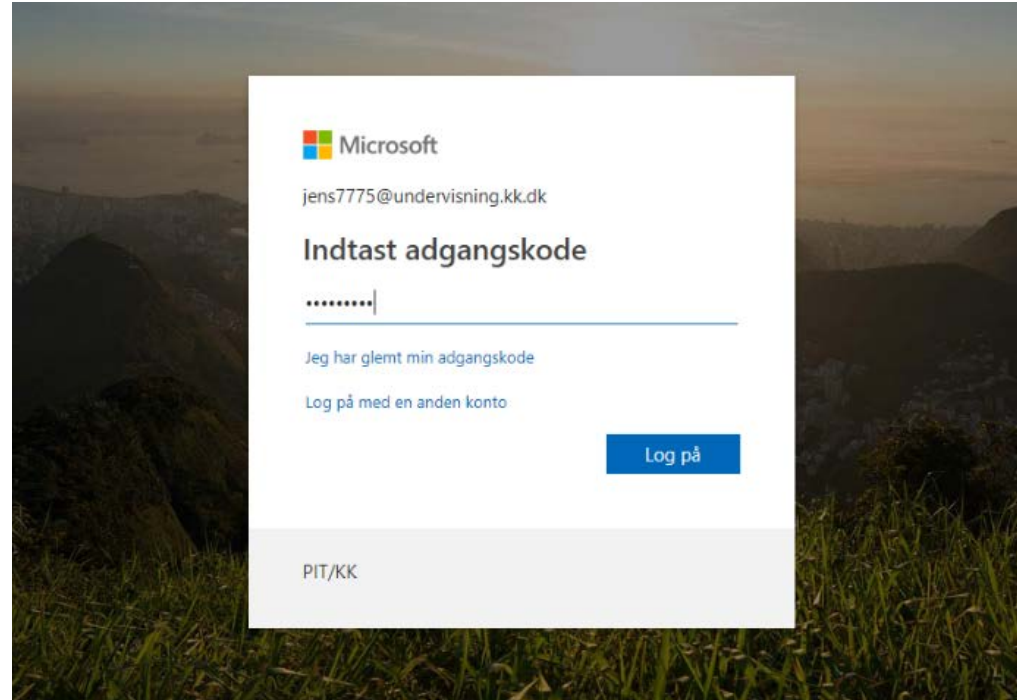 Microsoft
jens7775@undervisning.kk.dk
Indtast adgangskode
•••••••••
Jeg har glemt min adgangskode
Log på med en anden konto
Log på
PIT/KK